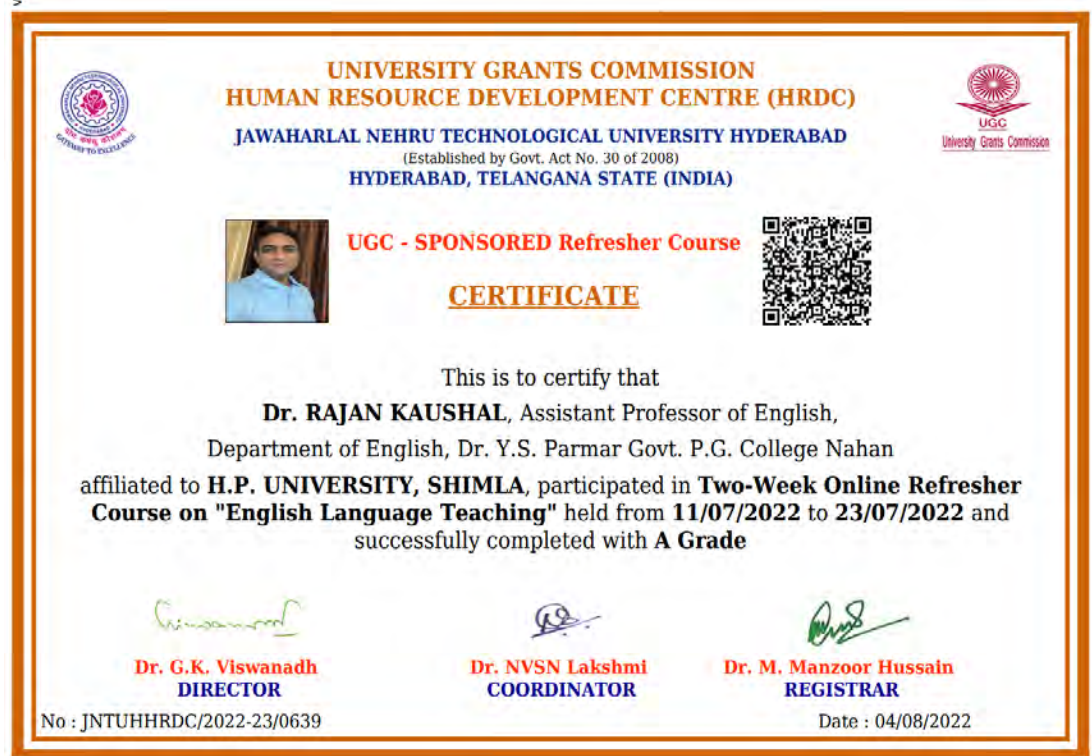 UNIVERSITY GRANTS COMMISSION
HUMAN RESOURCE DEVELOPMENT CENTRE (HRDC)
JAWAHARLAL NEHRU TECHNOLOGICAL UNIVERSITY HYDERABAD
(Established by Govt. Act No. 30 of 2008)
HYDERABAD, TELANGANA STATE (INDIA)
GATEWAY TO EXCELLENCE
UGC
University Grants Commission
UGC - SPONSORED Refresher Course
CERTIFICATE
This is to certify that
Dr. RAJAN KAUSHAL, Assistant Professor of English,
Department of English, Dr. Y.S. Parmar Govt. P.G. College Nahan
affiliated to H.P. UNIVERSITY, SHIMLA, participated in Two-Week Online Refresher
Course on "English Language Teaching" held from 11/07/2022 to 23/07/2022 and
successfully completed with A Grade
Dr. G.K. Viswanadh
DIRECTOR
Dr. NVSN Lakshmi
COORDINATOR
Dr. M. Manzoor Hussain
REGISTRAR
No : JNTUHHRDC/2022-23/0639
Date : 04/08/2022